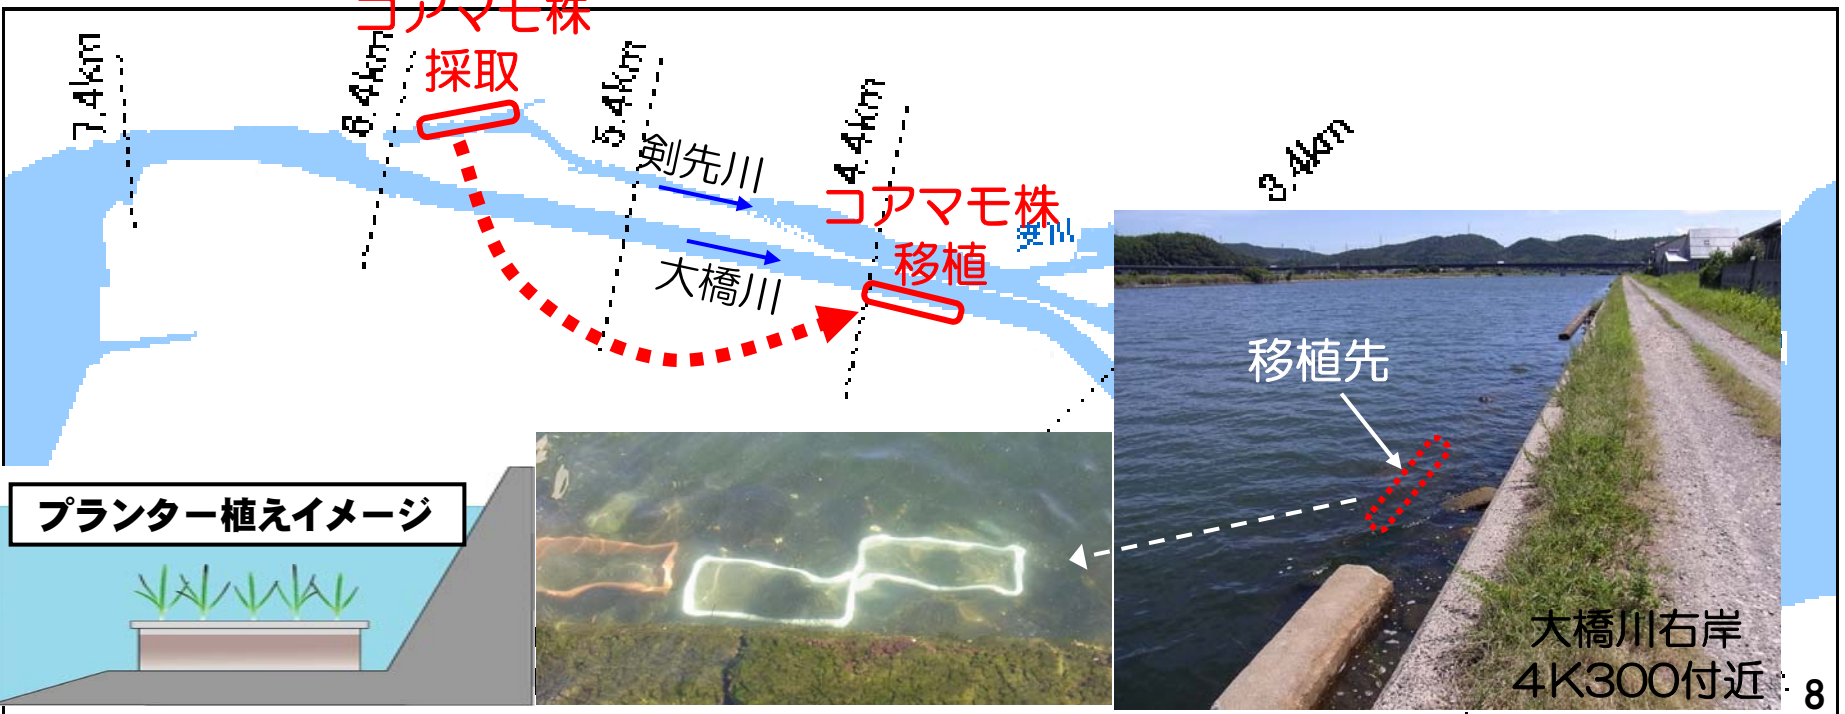 コアマモ株
採取
7.4km
6.4km
5.4km
4.4km
3.4km
剣先川
大橋川
コアマモ株
移植
移植先
プランター植えイメージ
大橋川右岸
4K300付近
8